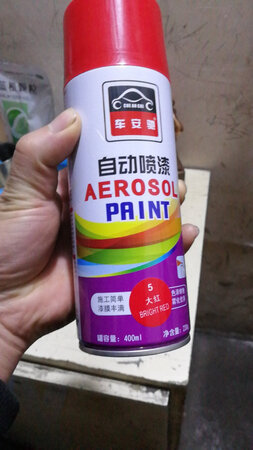 车安驰
自动喷漆
AEROSOL
PAINT
5
大红
BRIGHT RED
施工简单
漆膜丰满
罐容量：400ml
净含量：